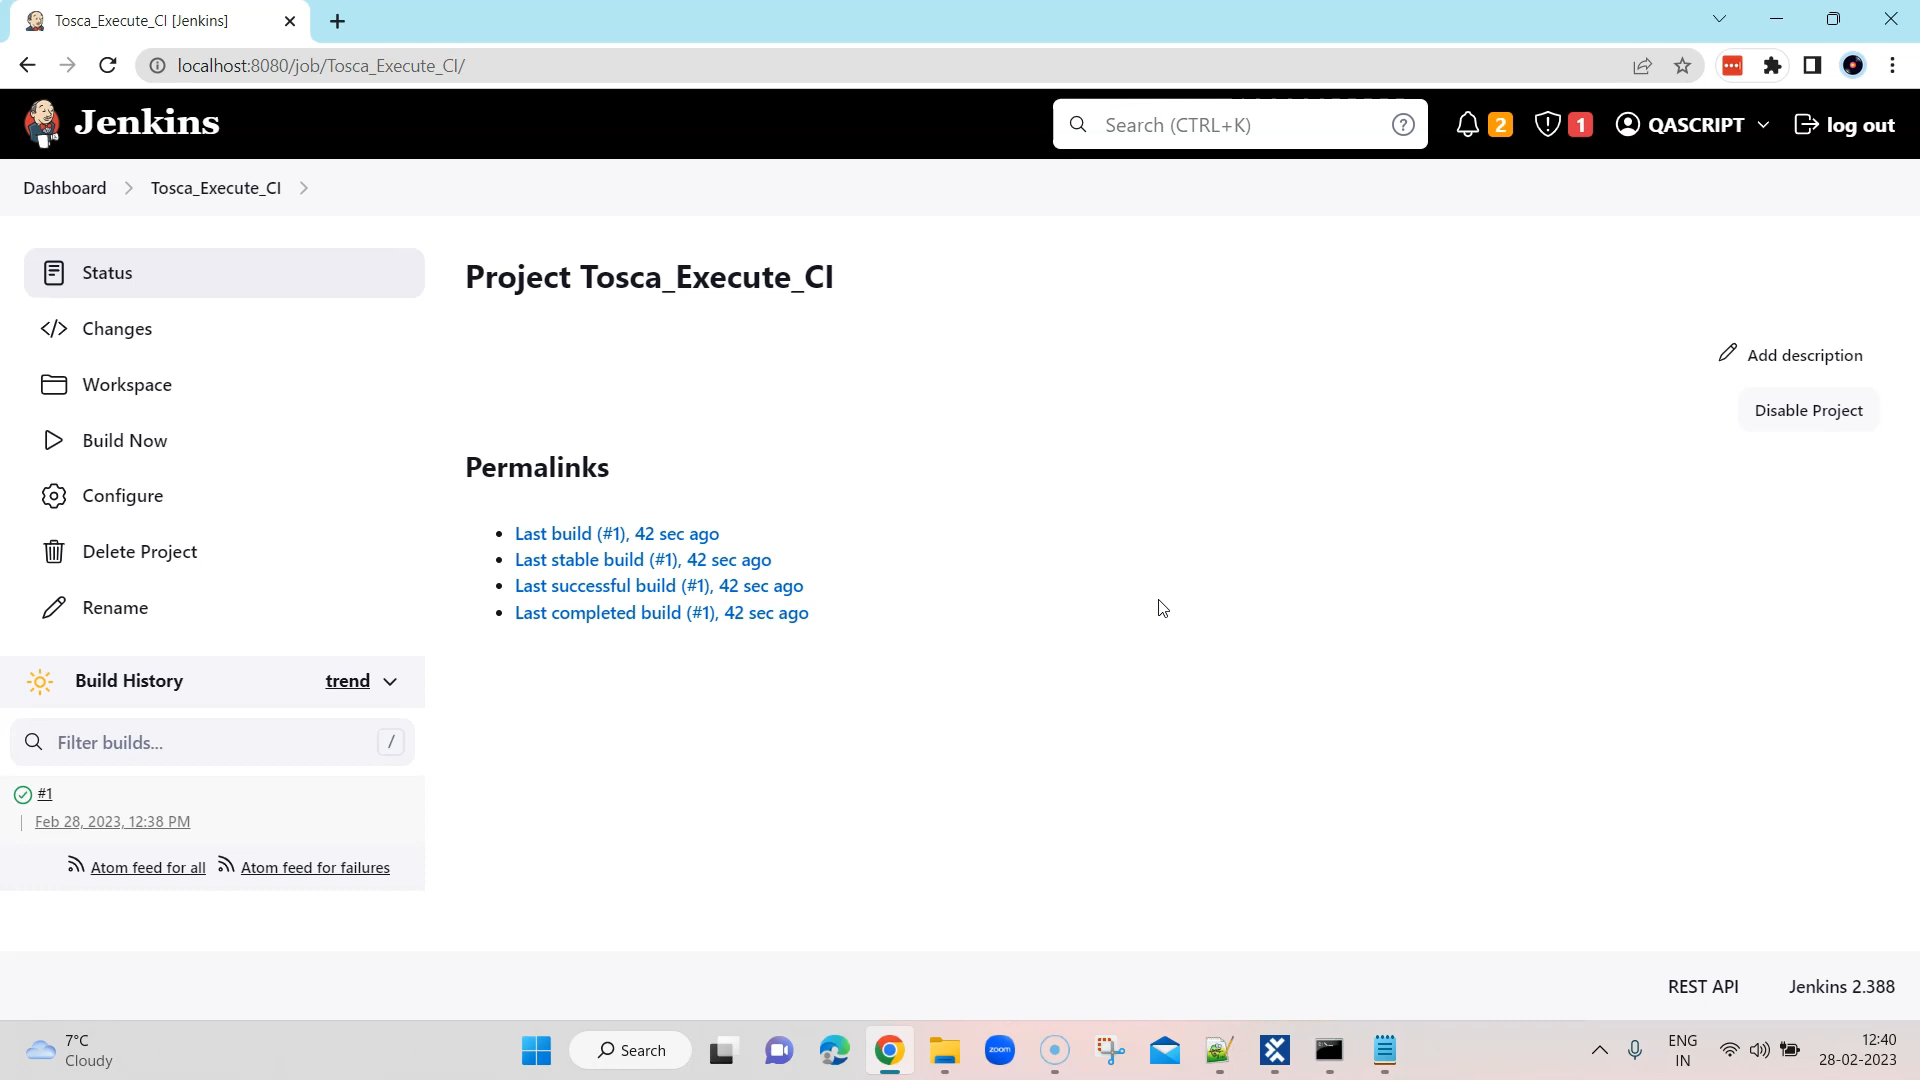 Tosca_Execute_CI [Jenkins]
localhost:8080/job/Tosca_Execute_CI/
Jenkins
Search (CTRL+K)
2
1
QASCRIPT
log out
Dashboard
Tosca_Execute_CI
Status
Changes
Workspace
Build Now
Configure
Delete Project
Rename
Build History
trend
Filter builds...
/
#1
Feb 28, 2023, 12:38 PM
Atom feed for all
Atom feed for failures
Project Tosca_Execute_CI
Add description
Disable Project
Permalinks
Last build (#1), 42 sec ago
Last stable build (#1), 42 sec ago
Last successful build (#1), 42 sec ago
Last completed build (#1), 42 sec ago
REST API
Jenkins 2.388
7°C
Cloudy
Search
zoom
ENG
IN
12:40
28-02-2023